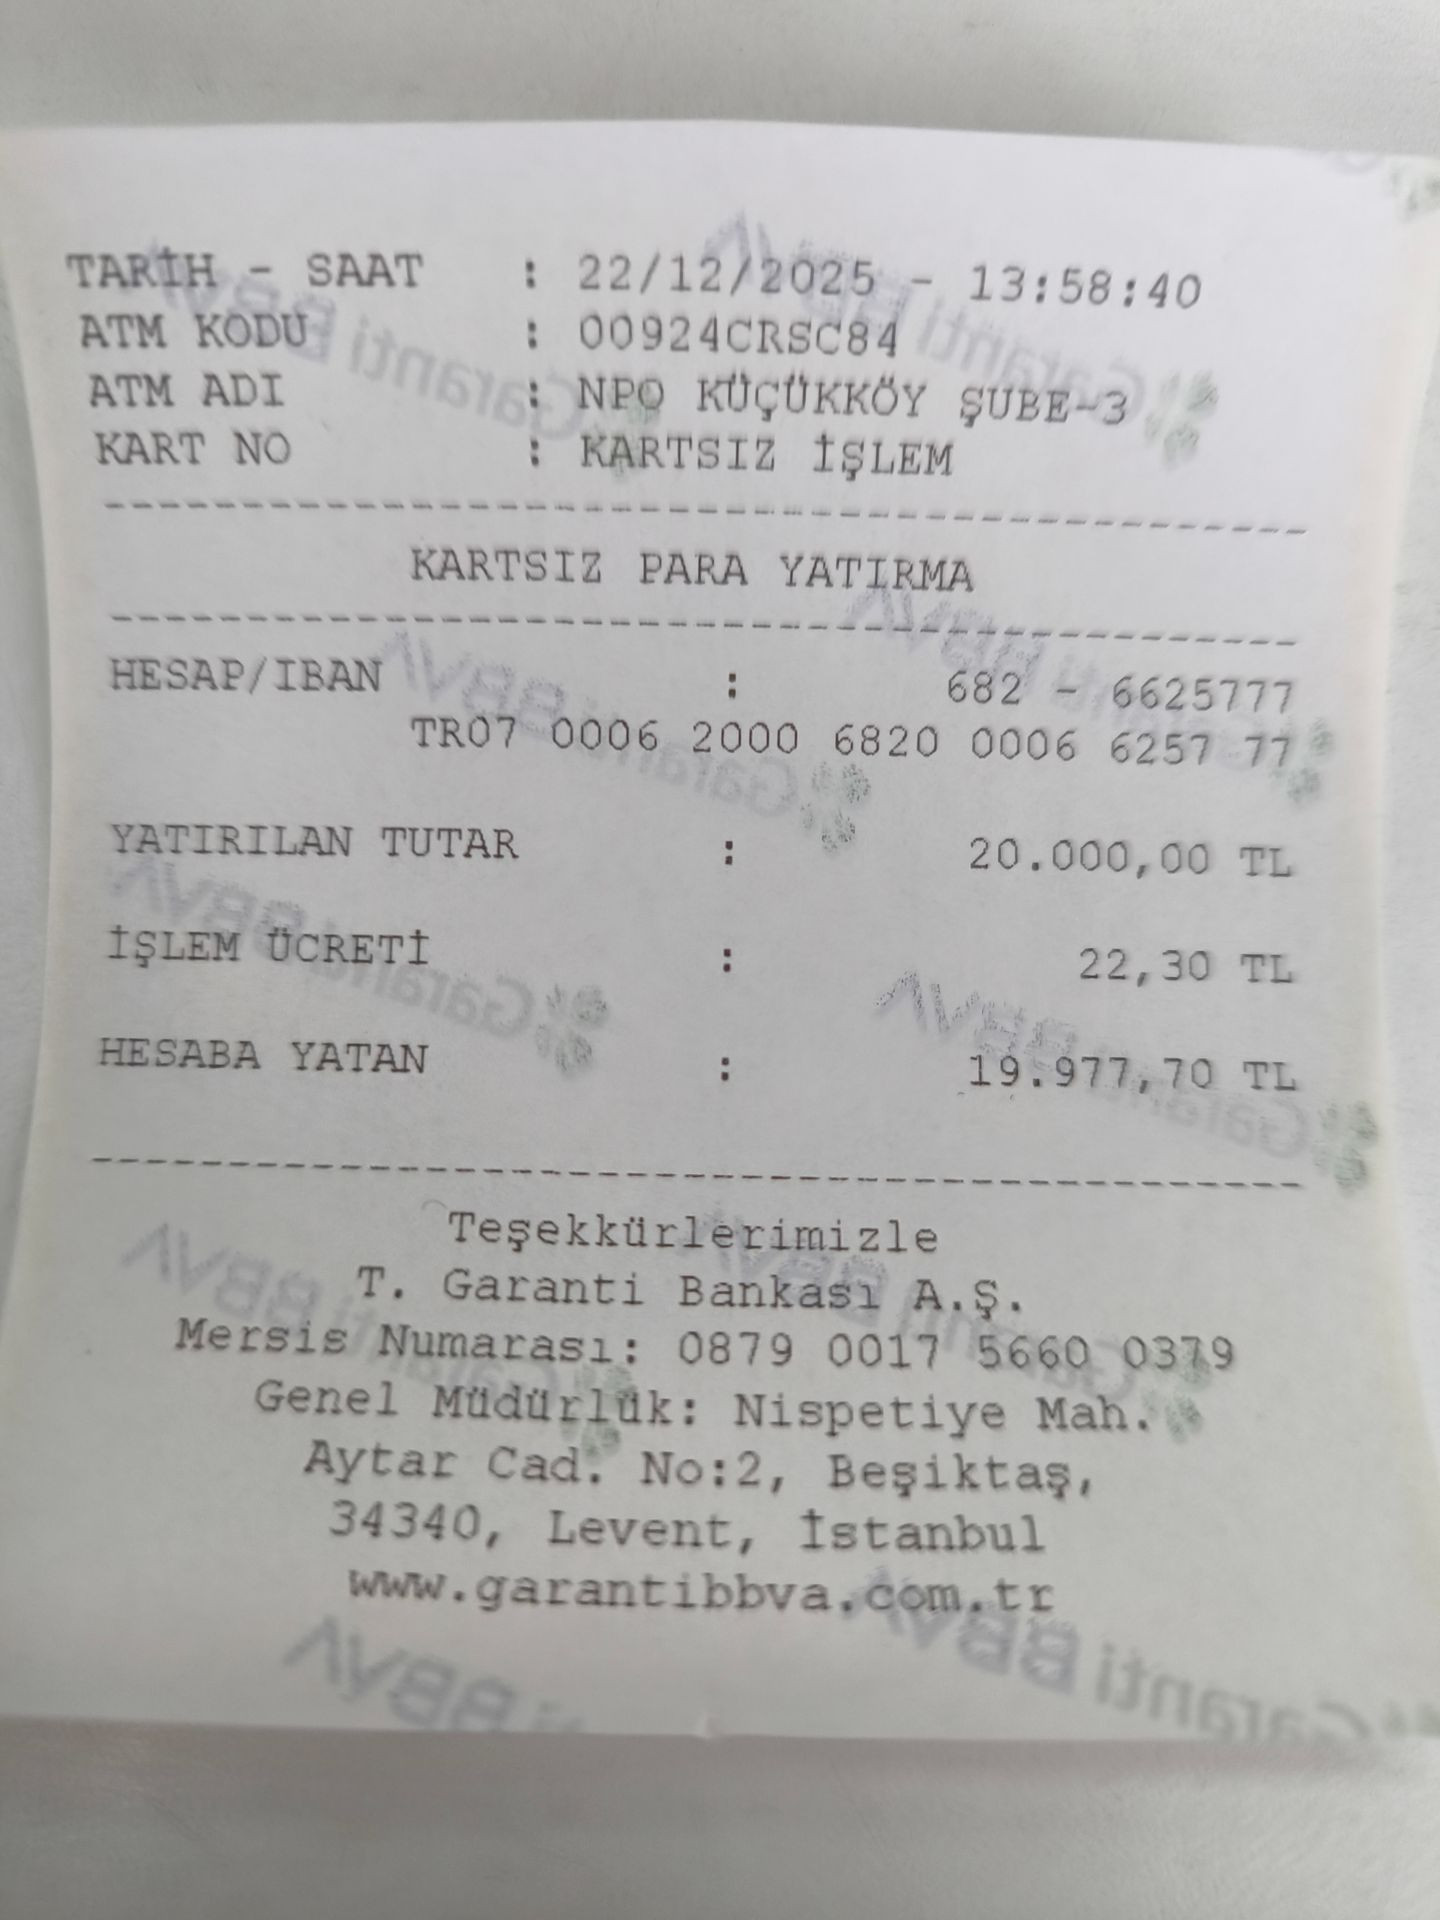 TARİH - SAAT : 22/12/2025 - 13:58:40
ATM KODU : 00924CRSC84
ATM ADI : NPO KÜÇÜKKÖY ŞUBE-3
KART NO : KARTSIZ İŞLEM
KARTSIZ PARA YATIRMA
HESAP/IBAN : 682 - 6625777
TR07 0006 2000 6820 0006 6257 77
YATIRILAN TUTAR : 20.000,00 TL
İŞLEM ÜCRETİ : 22,30 TL
HESABA YATAN : 19.977,70 TL
Teşekkürlerimizle
T. Garanti Bankası A.Ş.
Mersis Numarası: 0879 0017 5660 0379
Genel Müdürlük: Nispetiye Mah.
Aytar Cad. No:2, Beşiktaş,
34340, Levent, İstanbul
www.garantibbva.com.tr